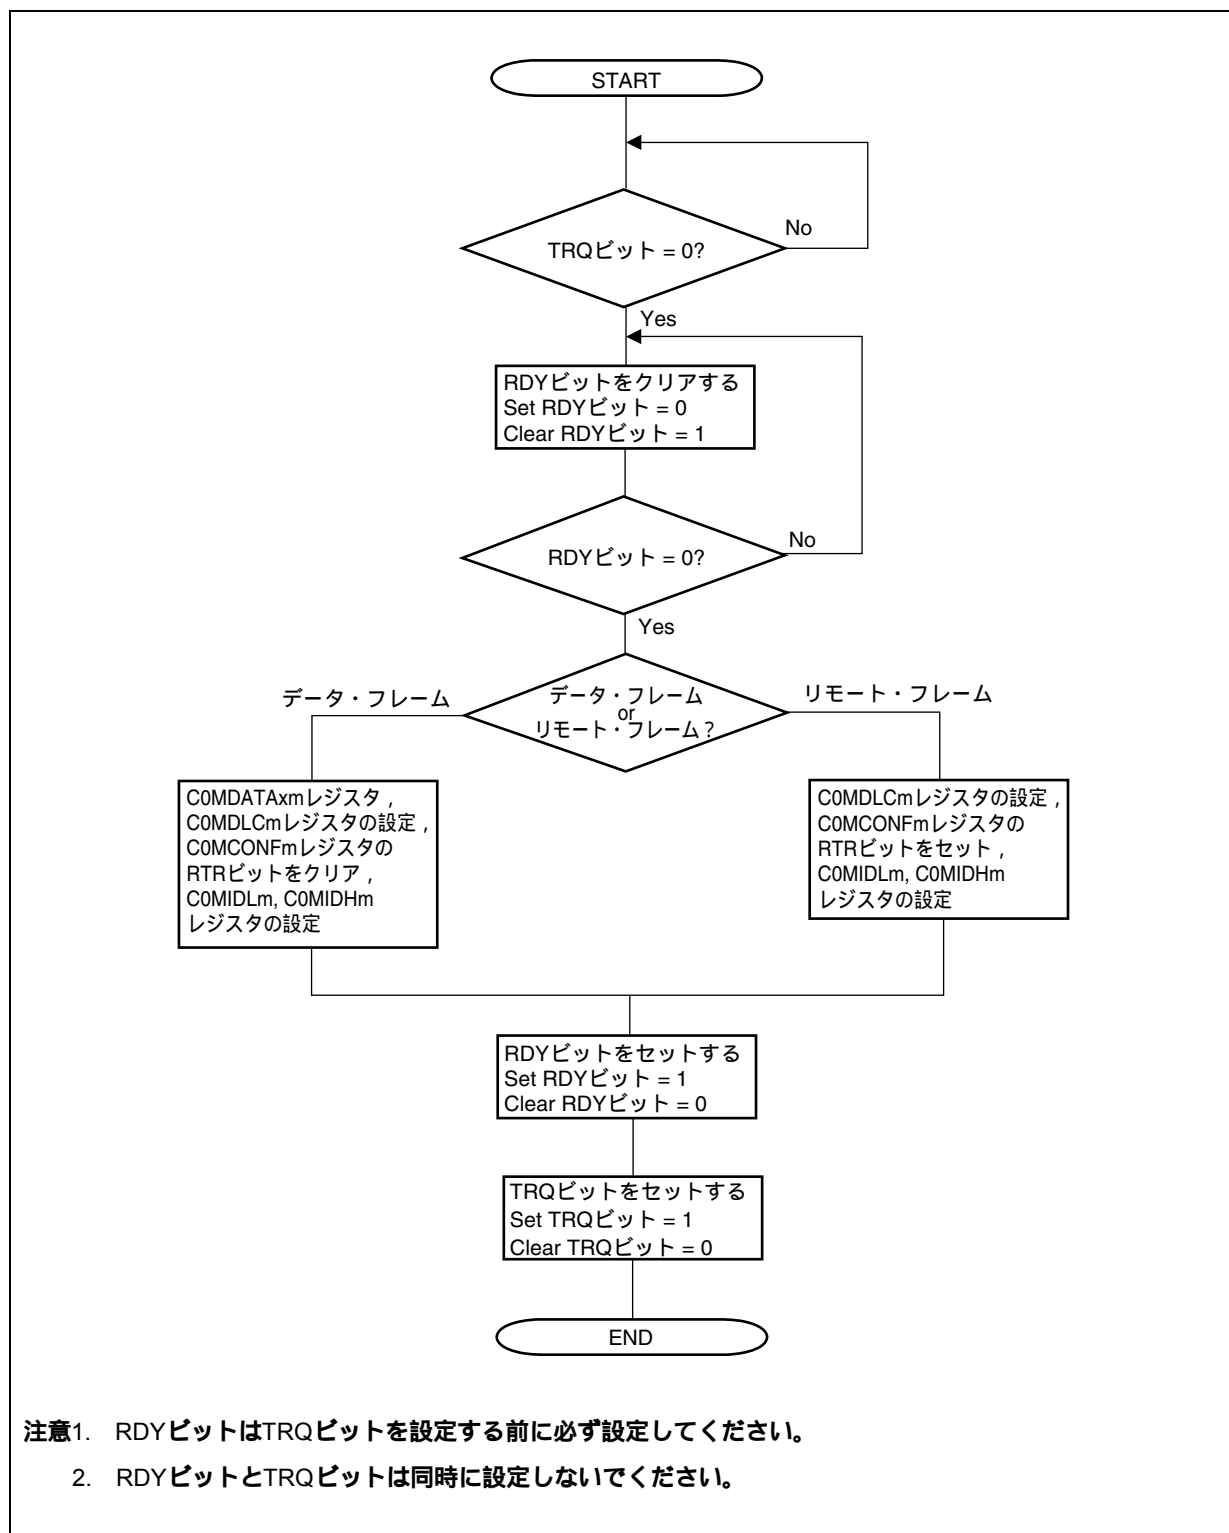 START
No
TRQビット = 0?
Yes
RDYビットをクリアする
Set RDYビット = 0
Clear RDYビット = 1
No
RDYビット = 0?
Yes
データ・フレーム
データ・フレーム
or
リモート・フレーム？
リモート・フレーム
C0MDATAxmレジスタ，
C0MDLCmレジスタの設定，
C0MCONFmレジスタの
RTRビットをクリア，
C0MIDLm, C0MIDHm
レジスタの設定
C0MDLCmレジスタの設定，
C0MCONFmレジスタの
RTRビットをセット，
C0MIDLm, C0MIDHm
レジスタの設定
RDYビットをセットする
Set RDYビット = 1
Clear RDYビット = 0
TRQビットをセットする
Set TRQビット = 1
Clear TRQビット = 0
END
注意1. RDYビットはTRQビットを設定する前に必ず設定してください。
2. RDYビットとTRQビットは同時に設定しないでください。